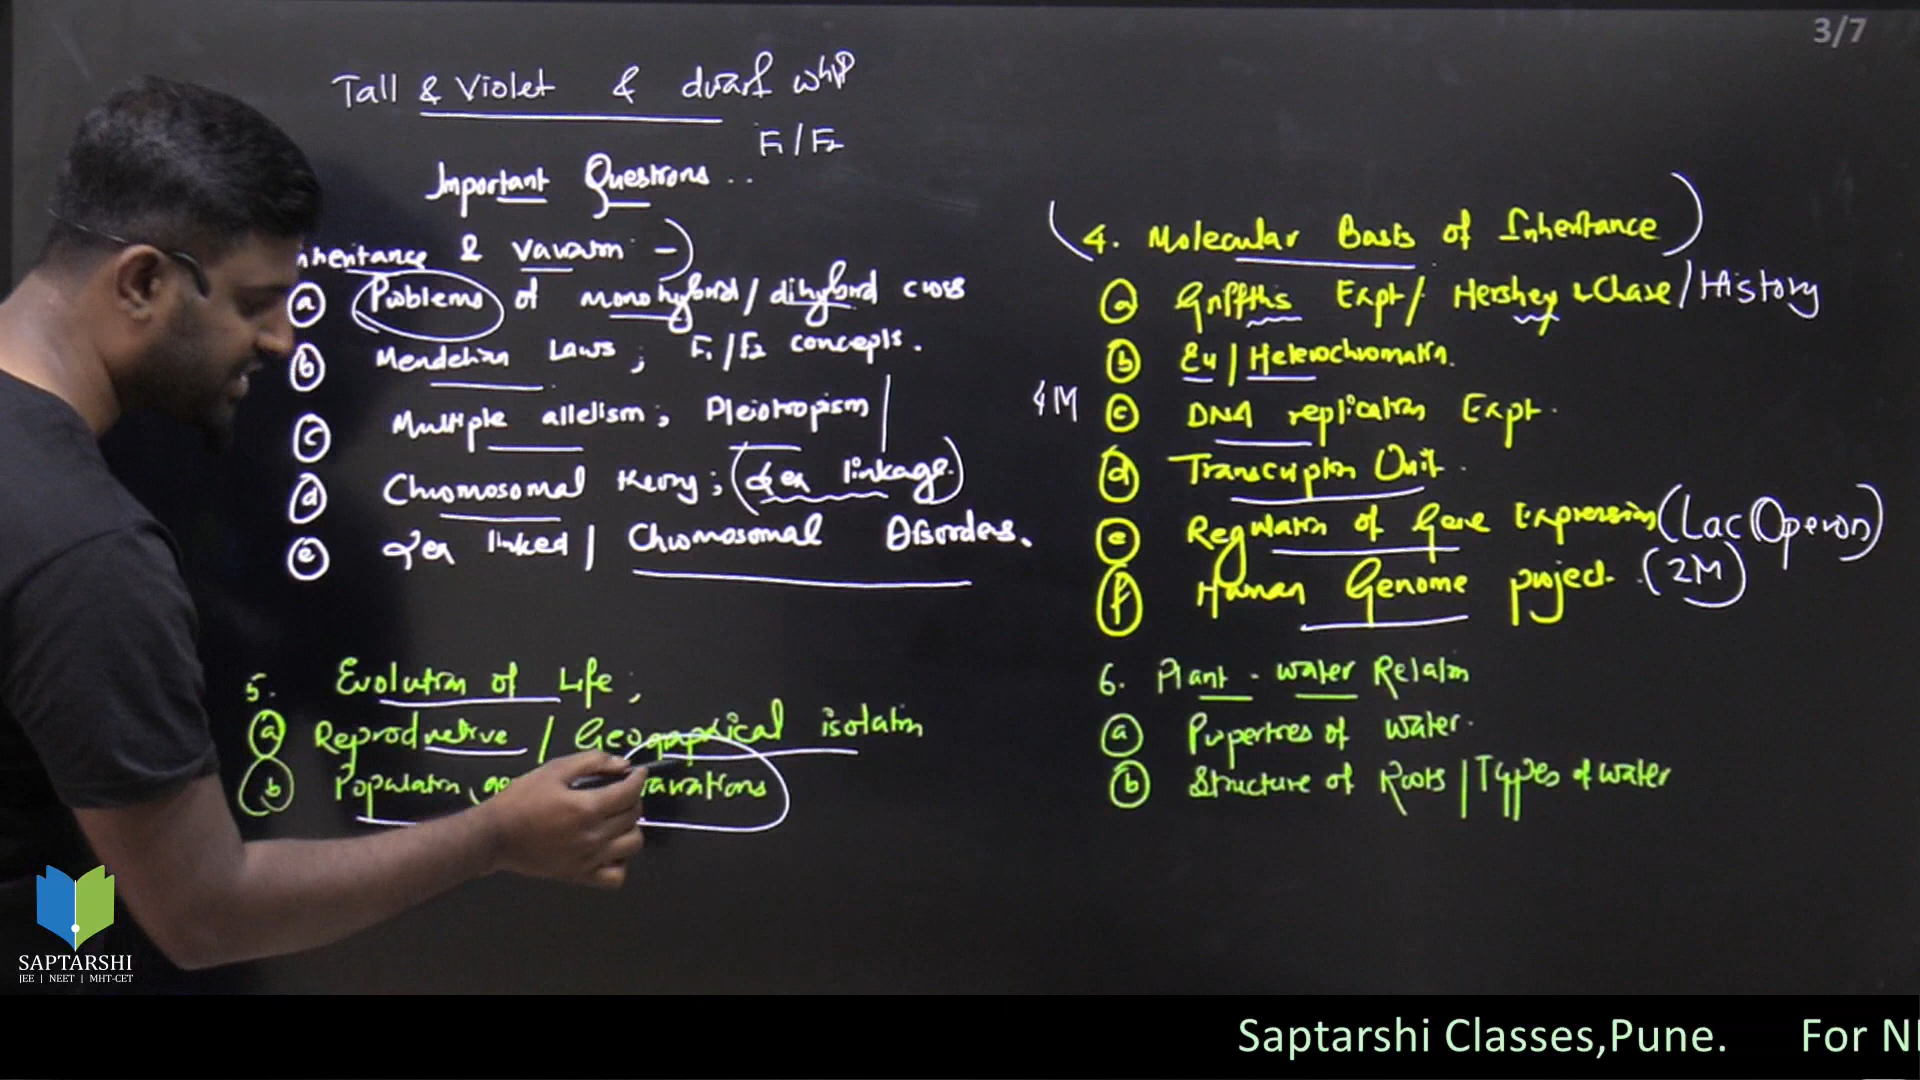 3/7
Tall & Violet & dwarf
F1/F2
Important Questions ..
nheritance &
a Problems of monohybrid/dihybrid cross
b Mendelian Laws; F1/F2 concepts.
c Multiple allelism; Pleiotropism |
d Chromosomal theory; (Sex linkage.)
e Sex linked | Chromosomal Disorders.
(4. Molecular Basis of Inheritance)
a Griffiths Expt/ Hershey & Chase/History
b Eu/Heterochromatin.
4M c DNA replication Expt.
d Transcription Unit.
e Regulation of Gene Expression (Lac Operon)
f Human Genome project. (2M)
5. Evolution of Life;
a Reproductive / Geographical isolation
b Population
6. Plant - water Relation
a Properties of water.
b Structure of Roots | Types of water
SAPTARSHI
JEE | NEET | MHT-CET
Saptarshi Classes,Pune. For